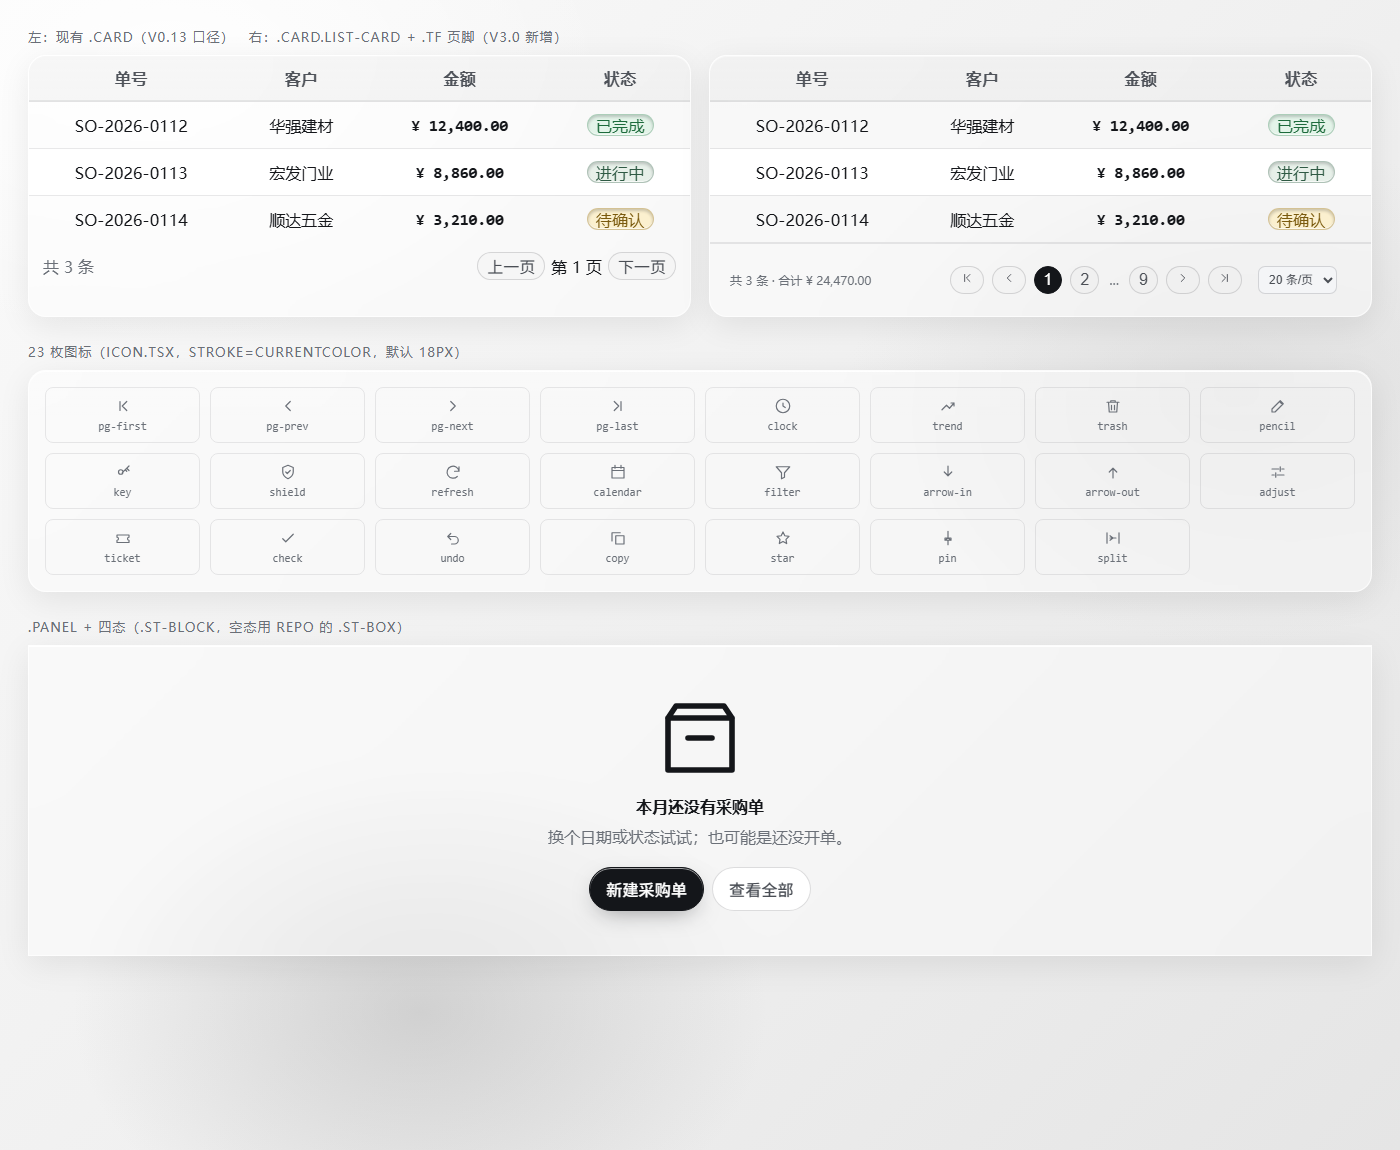 左：现有 .CARD（V0.13 口径） 右：.CARD.LIST-CARD + .TF 页脚（V3.0 新增）
单号 客户 金额 状态
SO-2026-0112 华强建材 ¥ 12,400.00 已完成
SO-2026-0113 宏发门业 ¥ 8,860.00 进行中
SO-2026-0114 顺达五金 ¥ 3,210.00 待确认
共 3 条 上一页 第 1 页 下一页
单号 客户 金额 状态
SO-2026-0112 华强建材 ¥ 12,400.00 已完成
SO-2026-0113 宏发门业 ¥ 8,860.00 进行中
SO-2026-0114 顺达五金 ¥ 3,210.00 待确认
共 3 条 · 合计 ¥ 24,470.00 1 2 ... 9 20 条/页
23 枚图标（ICON.TSX，STROKE=CURRENTCOLOR，默认 18PX）
pg-first pg-prev pg-next pg-last clock trend trash pencil
key shield refresh calendar filter arrow-in arrow-out adjust
ticket check undo copy star pin split
.PANEL + 四态（.ST-BLOCK，空态用 REPO 的 .ST-BOX）
本月还没有采购单
换个日期或状态试试；也可能是还没开单。
新建采购单 查看全部